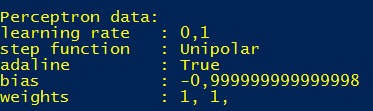 Perceptron data:
learning rate : 0,1
step function : Unipolar
adaline : True
bias : -0,999999999999998
weights : 1, 1,